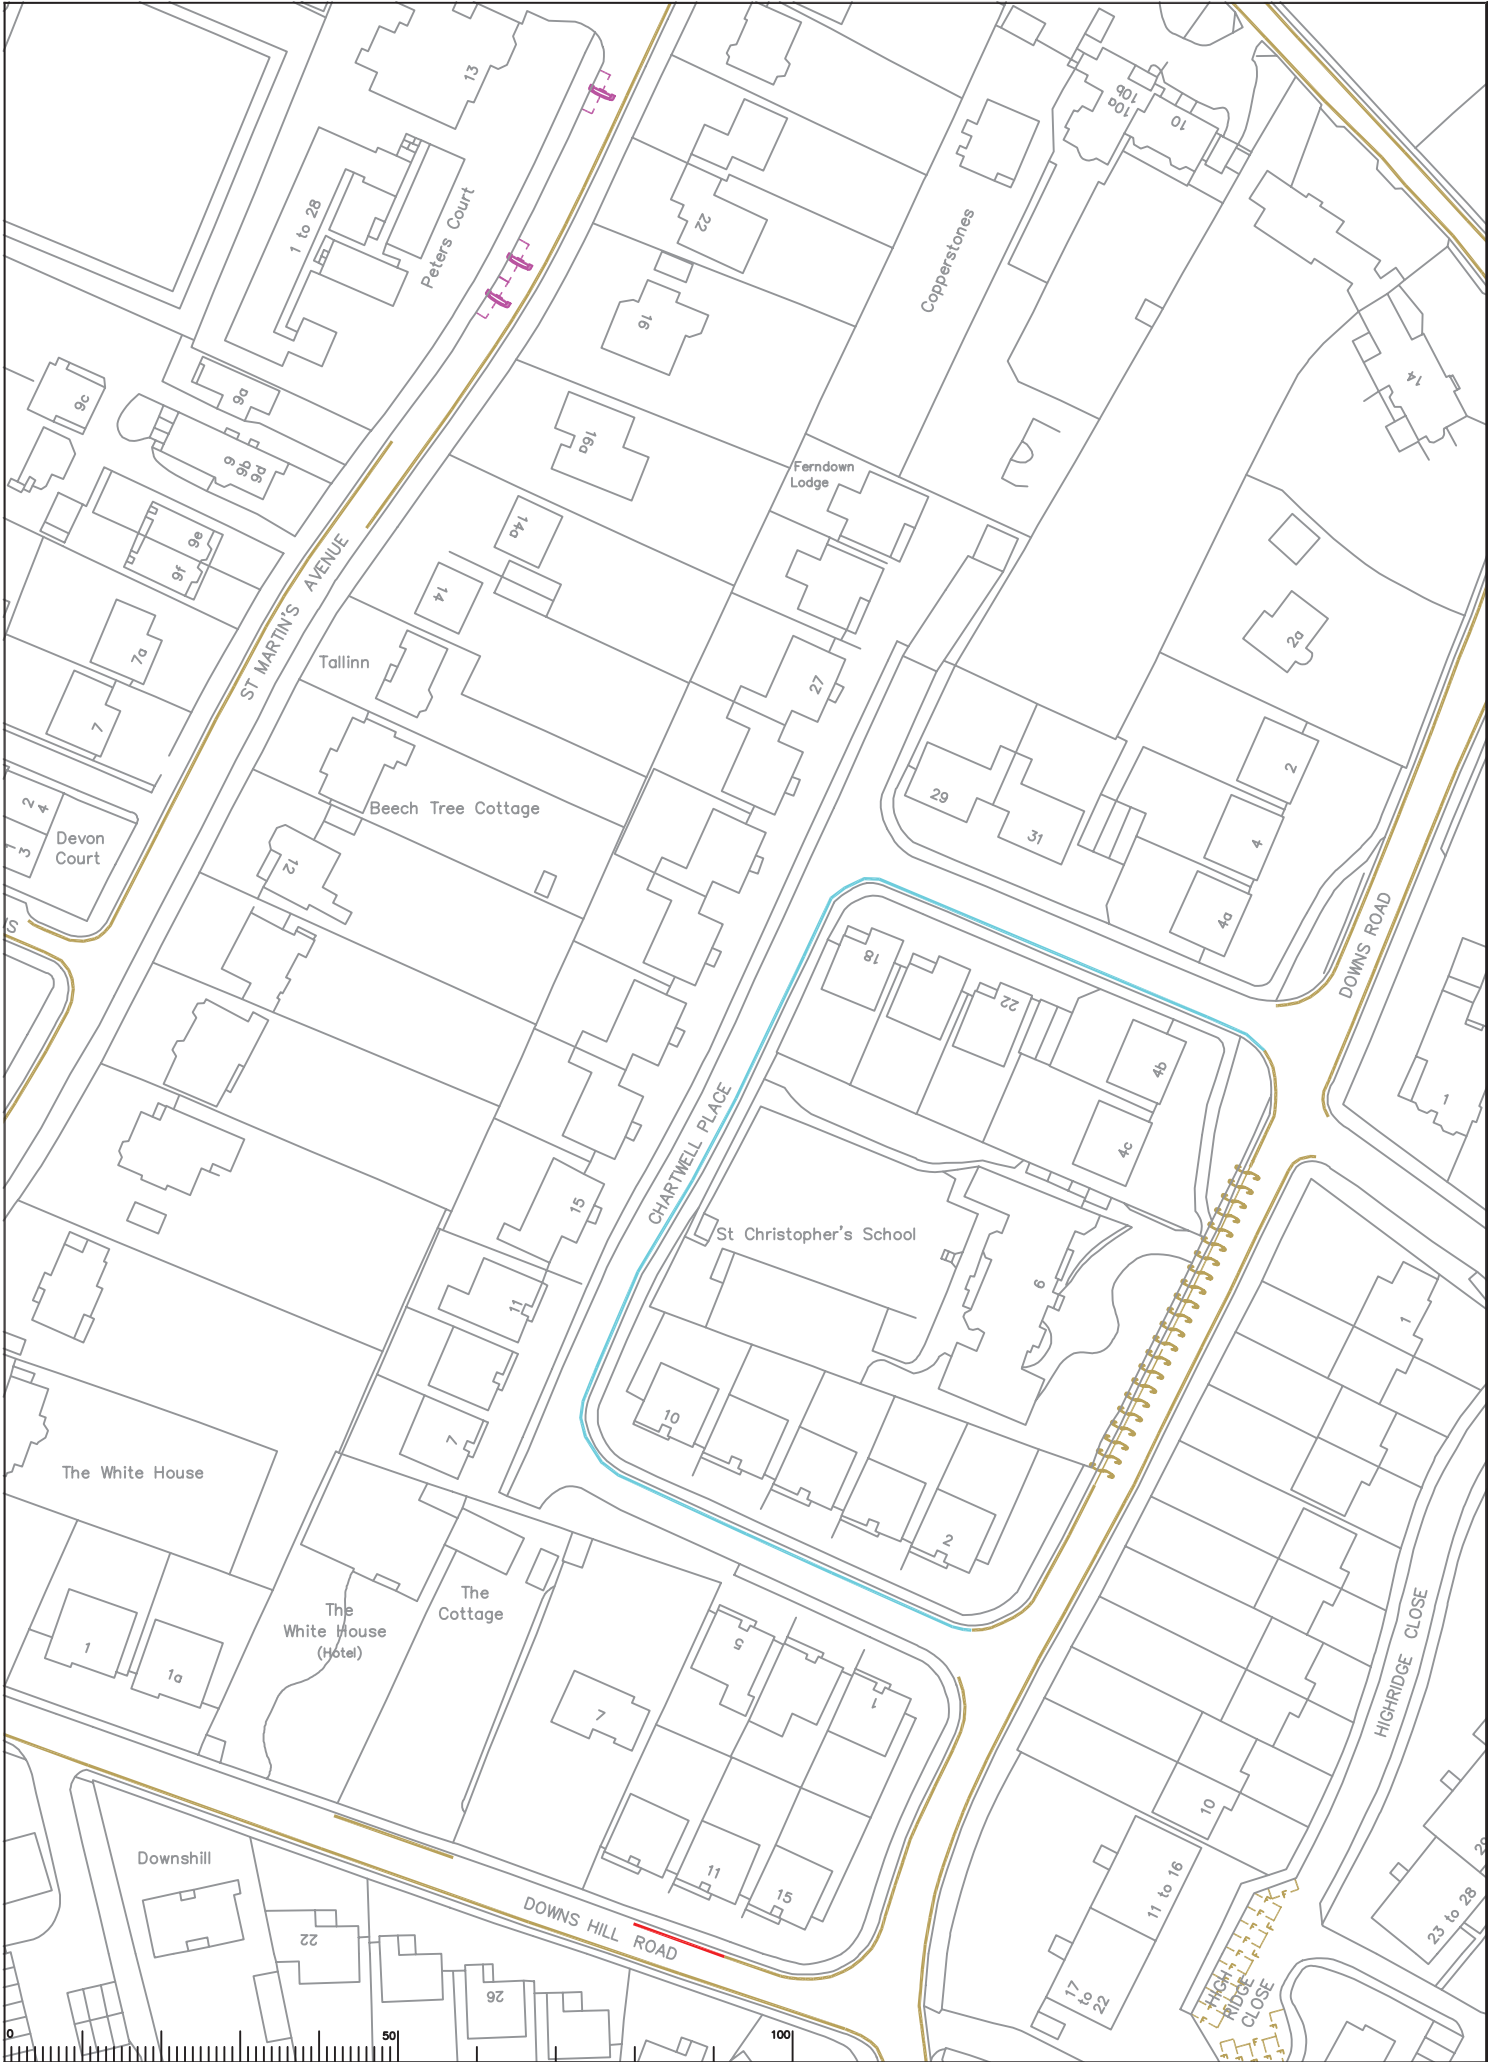 13
10b
10a
10
1 to 28
Peters Court
22
Copperstones
16
14
9c
9a
9
9b
9d
16a
Ferndown
Lodge
14a
9e
9f
ST MARTIN'S AVENUE
14
2a
7a
Tallinn
27
7
2
29
31
4
2
4
1
3
Devon
Court
Beech Tree Cottage
12
4a
DOWNS ROAD
18
22
4b
1
CHARTWELL PLACE
4c
15
St Christopher's School
6
11
1
10
7
The White House
2
The
Cottage
The
White House
(Hotel)
1
1a
5
1
7
HIGHRIDGE CLOSE
10
Downshill
11
15
11 to 16
23 to 28
DOWNS HILL ROAD
22
26
17
to
22
HIGH
RIDGE
CLOSE
0
50
100